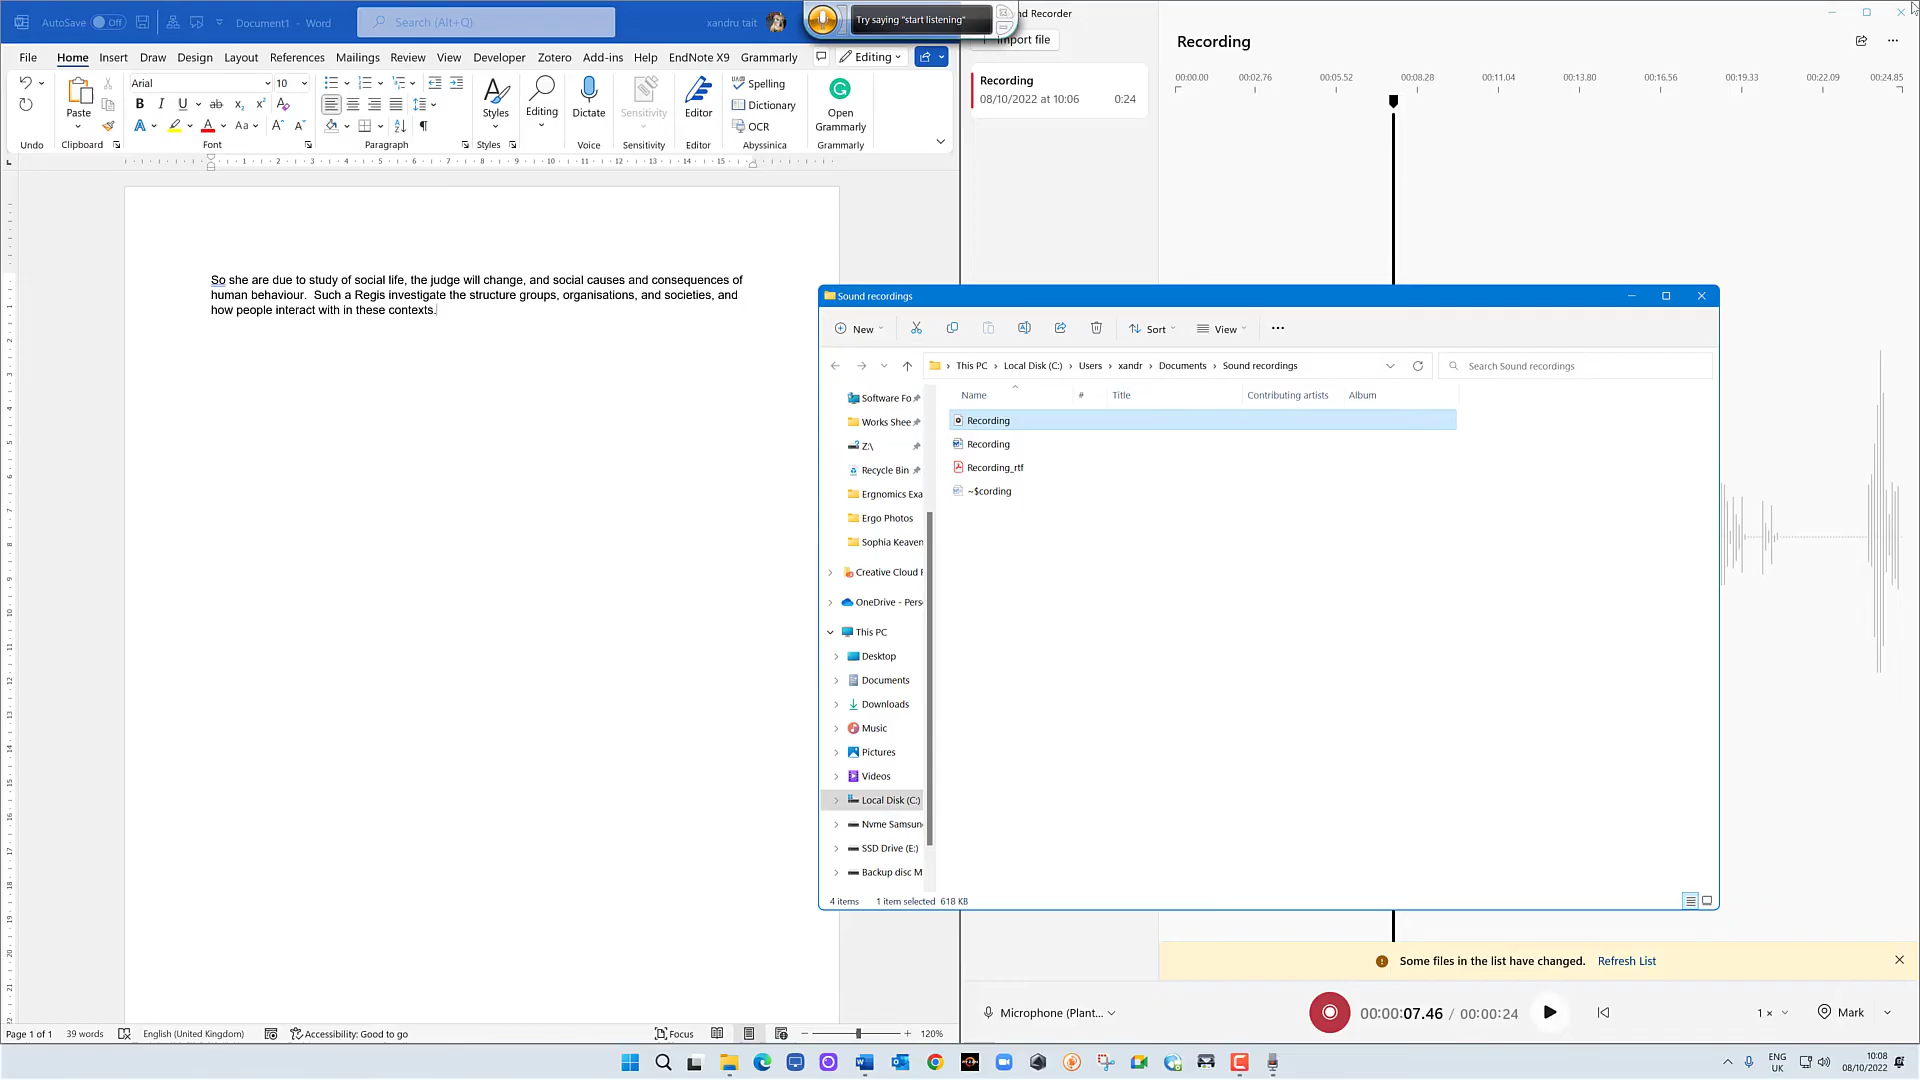 AutoSave Off Document1 - Word
Search (Alt+Q)
xandru tait
Try saying "start listening"
nd Recorder
File Home Insert Draw Design Layout References Mailings Review View Developer Zotero Add-ins Help EndNote X9 Grammarly Editing
Paste
Arial 10
Styles
Editing
Dictate
Sensitivity
Editor
Spelling
Dictionary
OCR
Open Grammarly
Undo Clipboard Font Paragraph Styles Voice Sensitivity Editor Abyssinica Grammarly
So she are due to study of social life, the judge will change, and social causes and consequences of
human behaviour. Such a Regis investigate the structure groups, organisations, and societies, and
how people interact with in these contexts.
Page 1 of 1 39 words English (United Kingdom) Accessibility: Good to go Focus 120%
Import file
Recording
08/10/2022 at 10:06 0:24
Recording
00:00.00 00:02.76 00:05.52 00:08.28 00:11.04 00:13.80 00:16.56 00:19.33 00:22.09 00:24.85
Sound recordings
New Sort View
This PC > Local Disk (C:) > Users > xandr > Documents > Sound recordings
Search Sound recordings
Name # Title Contributing artists Album
Recording
Recording
Recording_rtf
~$cording
Software Fo
Works Shee
Z:\
Recycle Bin
Ergnomics Exa
Ergo Photos
Sophia Keaven
Creative Cloud F
OneDrive - Pers
This PC
Desktop
Documents
Downloads
Music
Pictures
Videos
Local Disk (C:)
Nvme Samsun
SSD Drive (E:)
Backup disc M
4 items 1 item selected 618 KB
Some files in the list have changed. Refresh List
Microphone (Plant...
00:00:07.46 / 00:00:24
1 × Mark
ENG
UK
10:08
08/10/2022